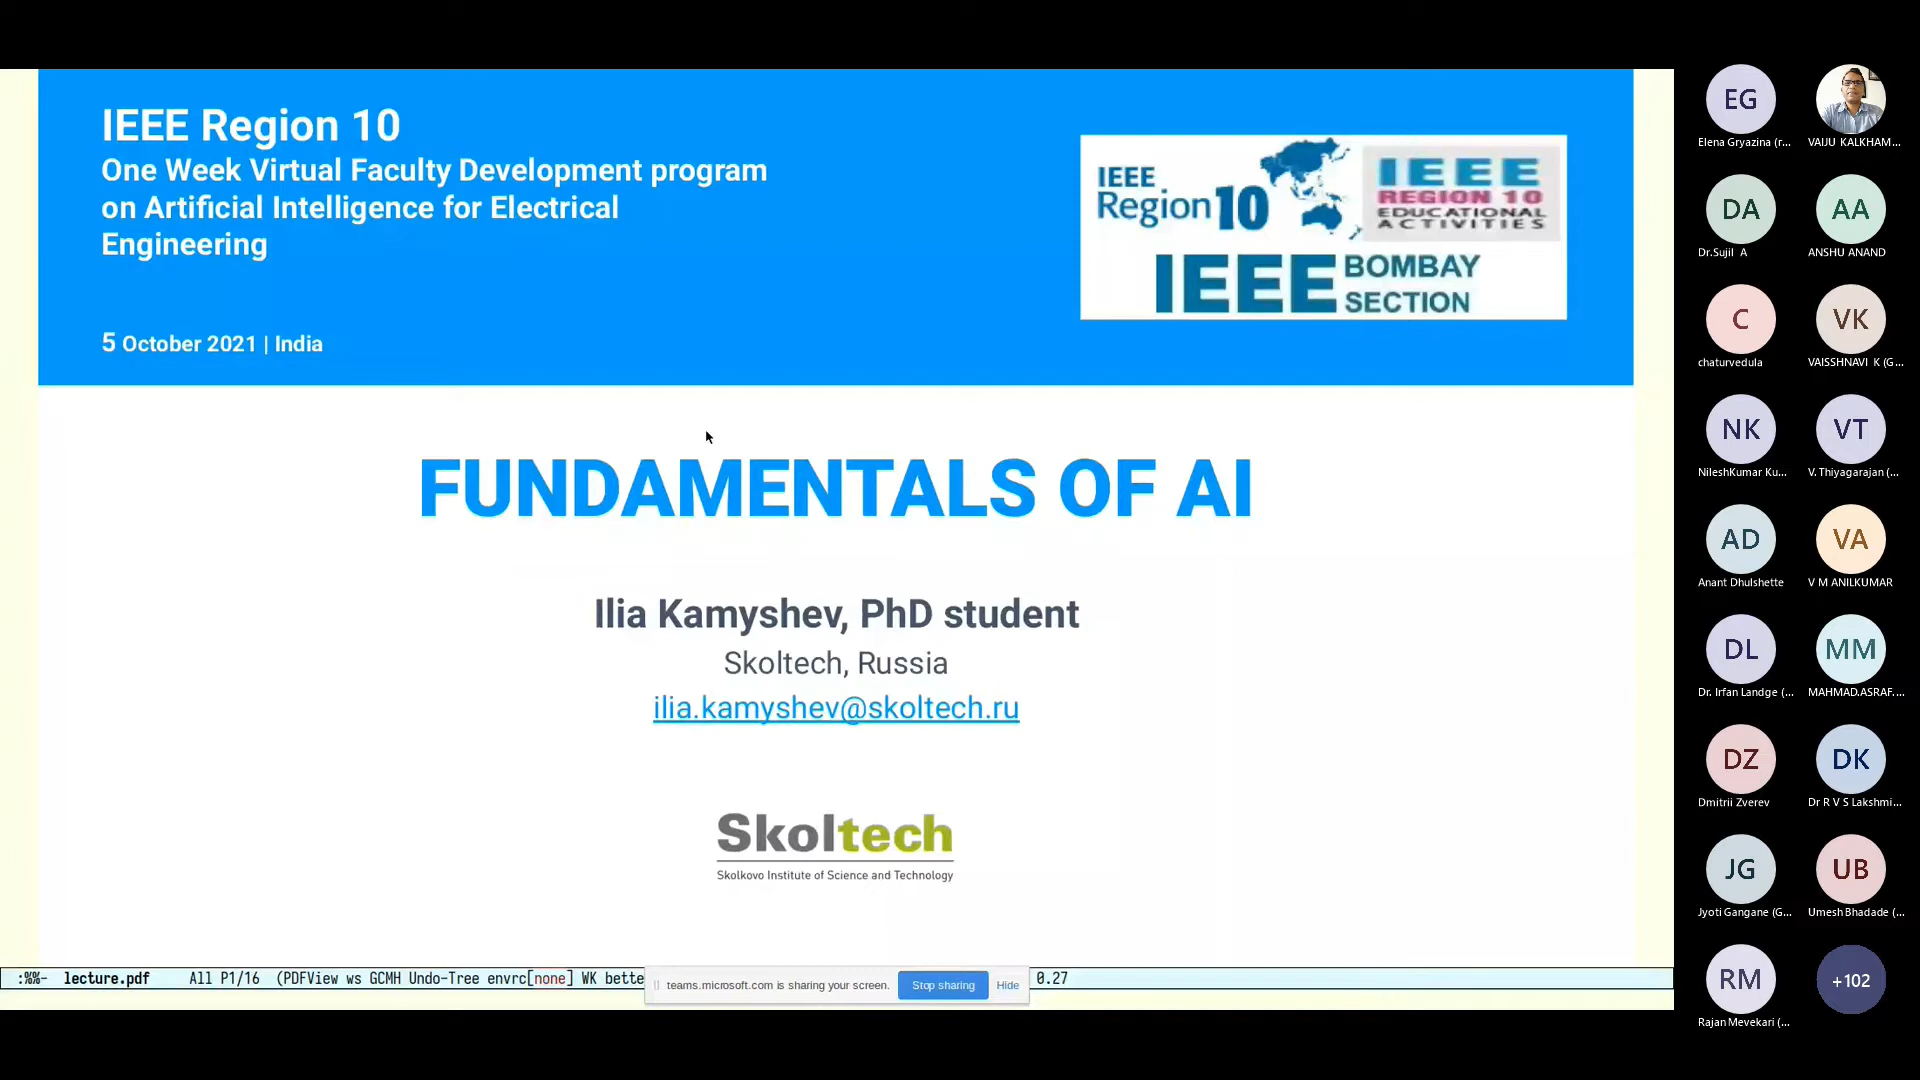 IEEE Region 10
One Week Virtual Faculty Development program
on Artificial Intelligence for Electrical
Engineering
5 October 2021 | India
IEEE
Region 10
IEEE
REGION 10
EDUCATIONAL
ACTIVITIES
IEEE BOMBAY
SECTION
FUNDAMENTALS OF AI
Ilia Kamyshev, PhD student
Skoltech, Russia
ilia.kamyshev@skoltech.ru
Skoltech
Skolkovo Institute of Science and Technology
:%%- lecture.pdf All P1/16 (PDFView ws GCMH Undo-Tree envrc[none] WK bette
0.27
teams.microsoft.com is sharing your screen. Stop sharing Hide
EG
Elena Gryazina (r...
VAIJU KALKHAM...
DA
Dr.Sujil A
AA
ANSHU ANAND
C
chaturvedula
VK
VAISSHNAVI K (G...
NK
NileshKumar Ku...
VT
V. Thiyagarajan (...
AD
Anant Dhulshette
VA
V M ANILKUMAR
DL
Dr. Irfan Landge (...
MM
MAHMAD.ASRAF....
DZ
Dmitrii Zverev
DK
Dr R V S Lakshmi...
JG
Jyoti Gangane (G...
UB
Umesh Bhadade (...
RM
Rajan Mevekari (...
+102